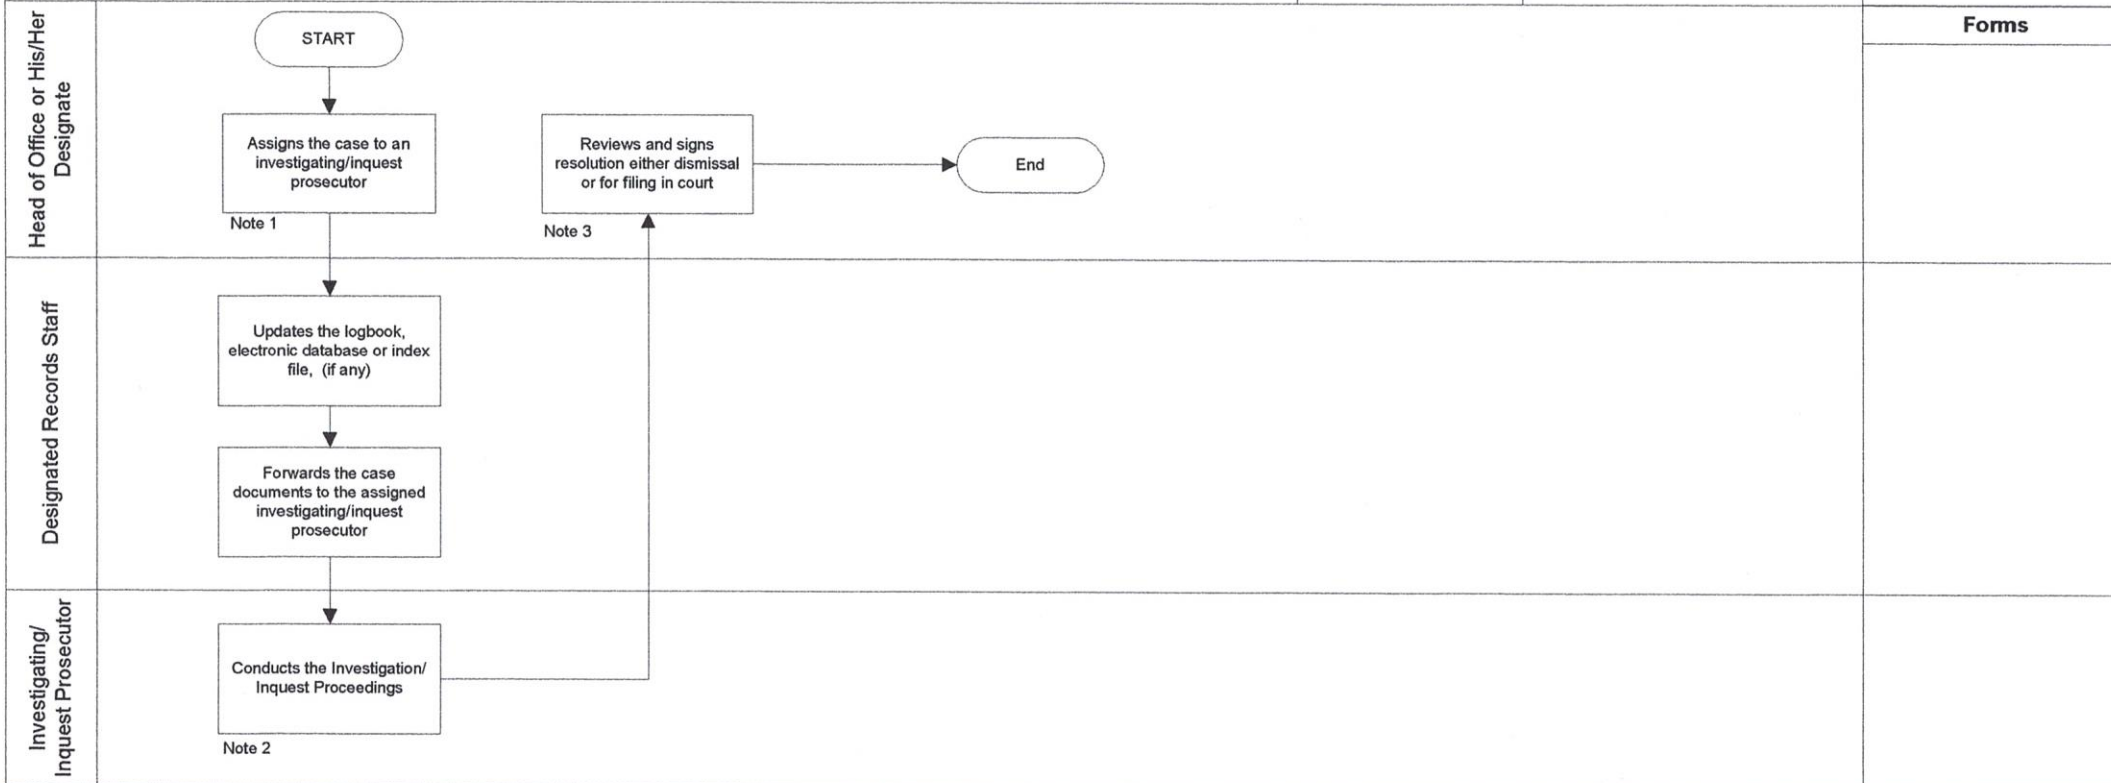 Head of Office or His/Her
Designate
START
Assigns the case to an
investigating/inquest
prosecutor
Note 1
Reviews and signs
resolution either dismissal
or for filing in court
Note 3
End
Forms
Designated Records Staff
Updates the logbook,
electronic database or index
file, (if any)
Forwards the case
documents to the assigned
investigating/inquest
prosecutor
Investigating/
Inquest Prosecutor
Conducts the Investigation/
Inquest Proceedings
Note 2